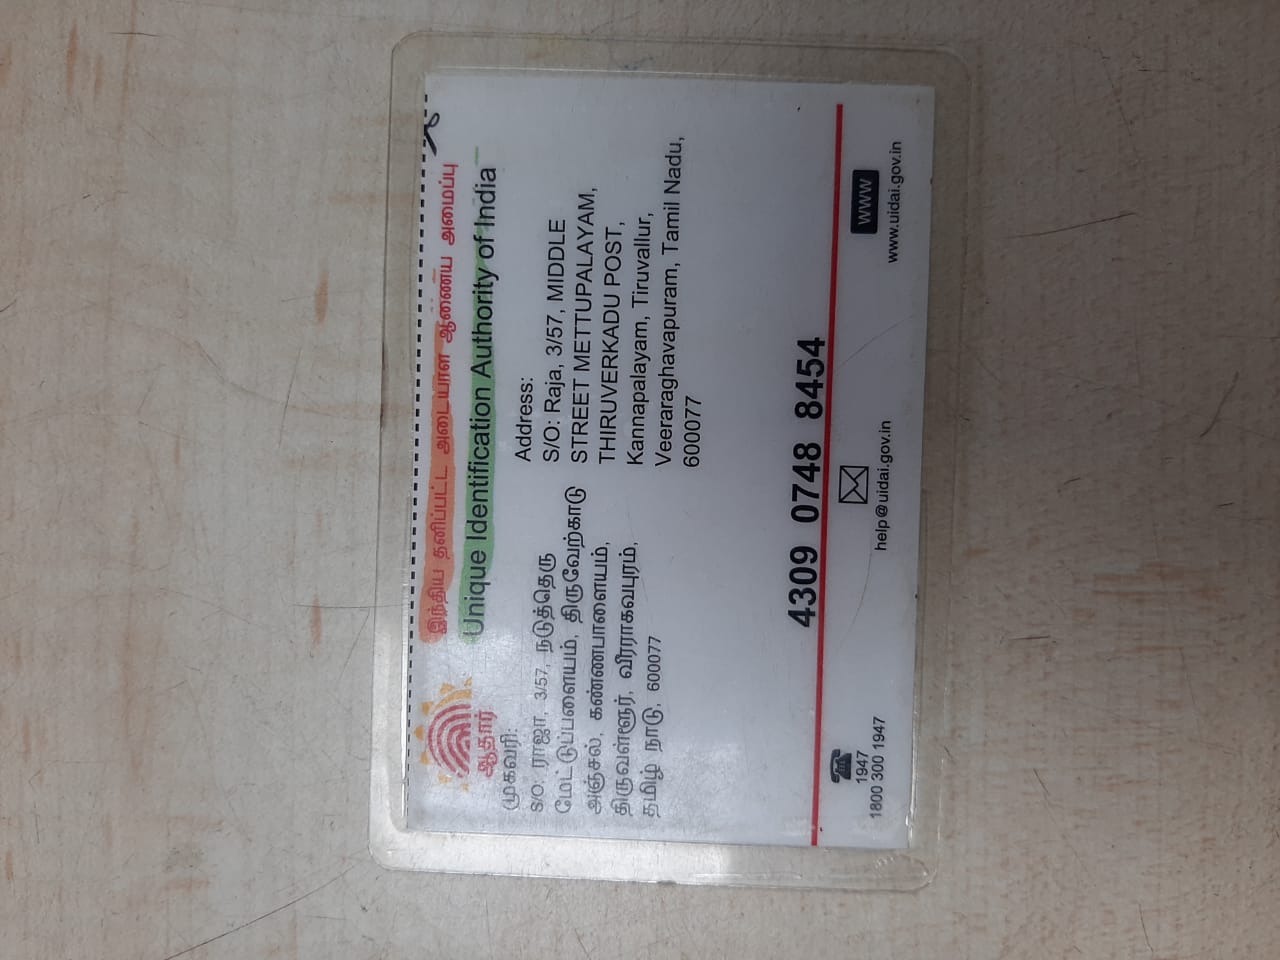 இந்திய தனிப்பட்ட அடையாள ஆணைய அமைப்பு
Unique Identification Authority of India
ஆதார்
முகவரி:
S/O: ராஜா, 3/57, நடுத்தெரு
மேட்டுப்பளையம், திருவேற்காடு
அஞ்சல், கண்ணபாளையம்,
திருவள்ளூர், வீரராகவபுரம்,
தமிழ் நாடு, 600077
Address:
S/O: Raja, 3/57, MIDDLE
STREET METTUPALAYAM,
THIRUVERKADU POST,
Kannapalayam, Tiruvallur,
Veeraraghavapuram, Tamil Nadu,
600077
4309 0748 8454
1947
1800 300 1947
help@uidai.gov.in
WWW
www.uidai.gov.in